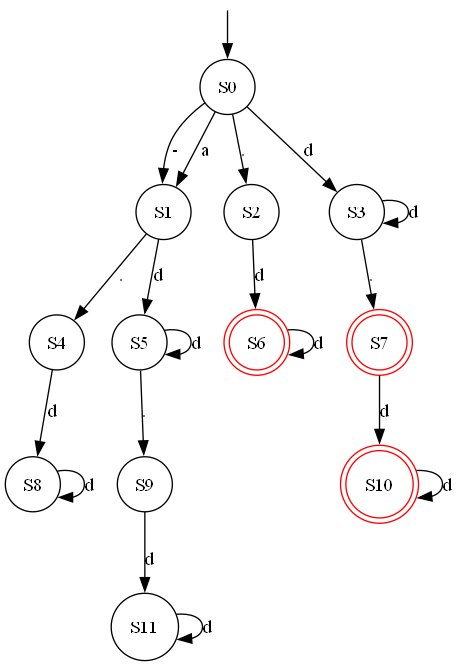 S0
- a . d
S1 S2 S3 d
. d d .
S4 S5 d S6 d S7
d . d
S8 d S9 S10 d
d
S11 d